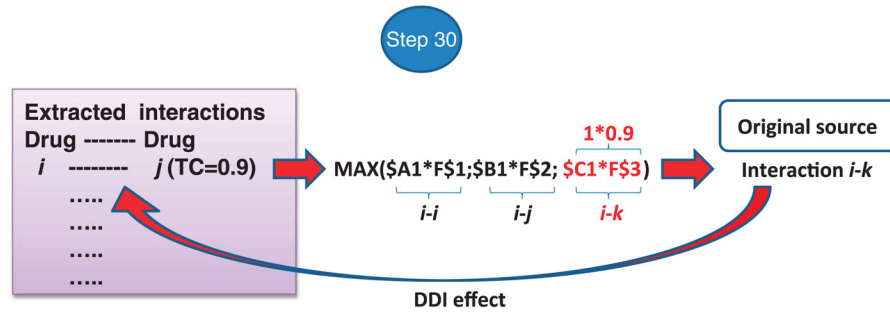 Step 30
Extracted interactions
Drug ------- Drug
i -------- j (TC=0.9)
.....
.....
.....
.....
1*0.9
MAX($A1*F$1;$B1*F$2; $C1*F$3)
i-i i-j i-k
Original source
Interaction i-k
DDI effect